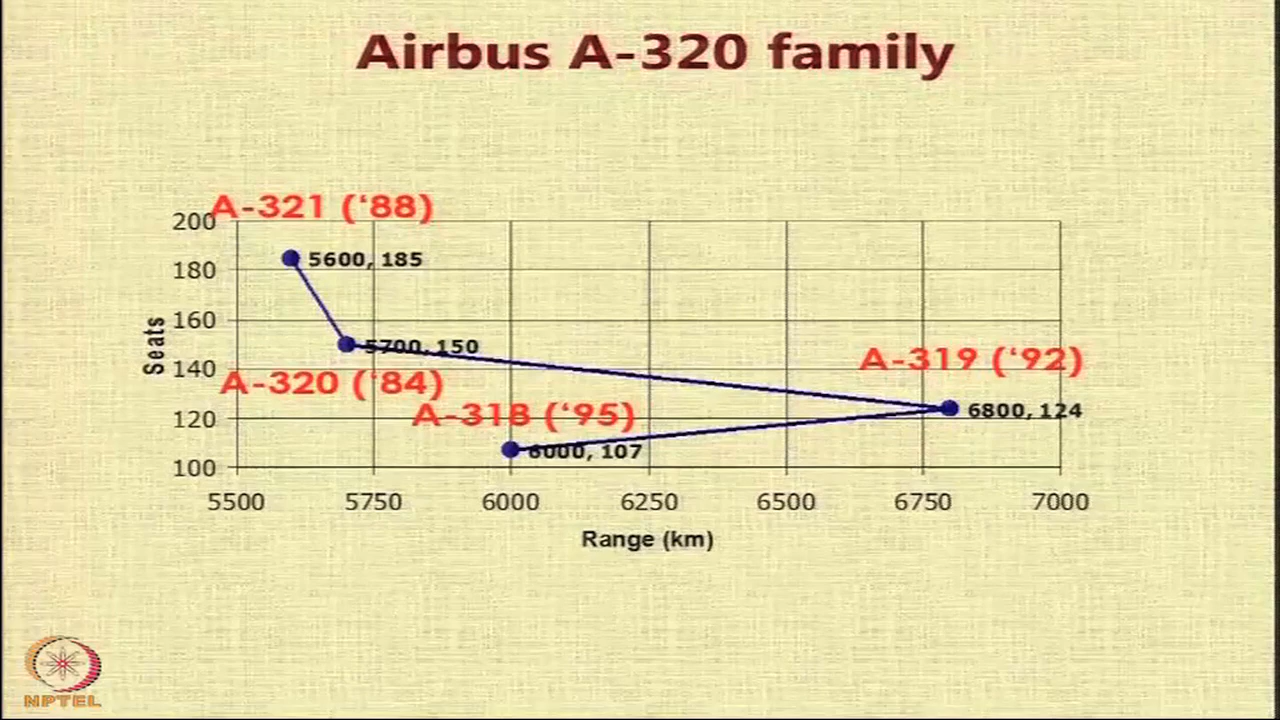 Airbus A-320 family
A-321 (‘88)
200
5600, 185
180
160
5700, 150
Seats
140
A-319 (‘92)
A-320 (‘84)
6800, 124
A-318 (‘95)
120
6000, 107
100
5500 5750 6000 6250 6500 6750 7000
Range (km)
NPTEL